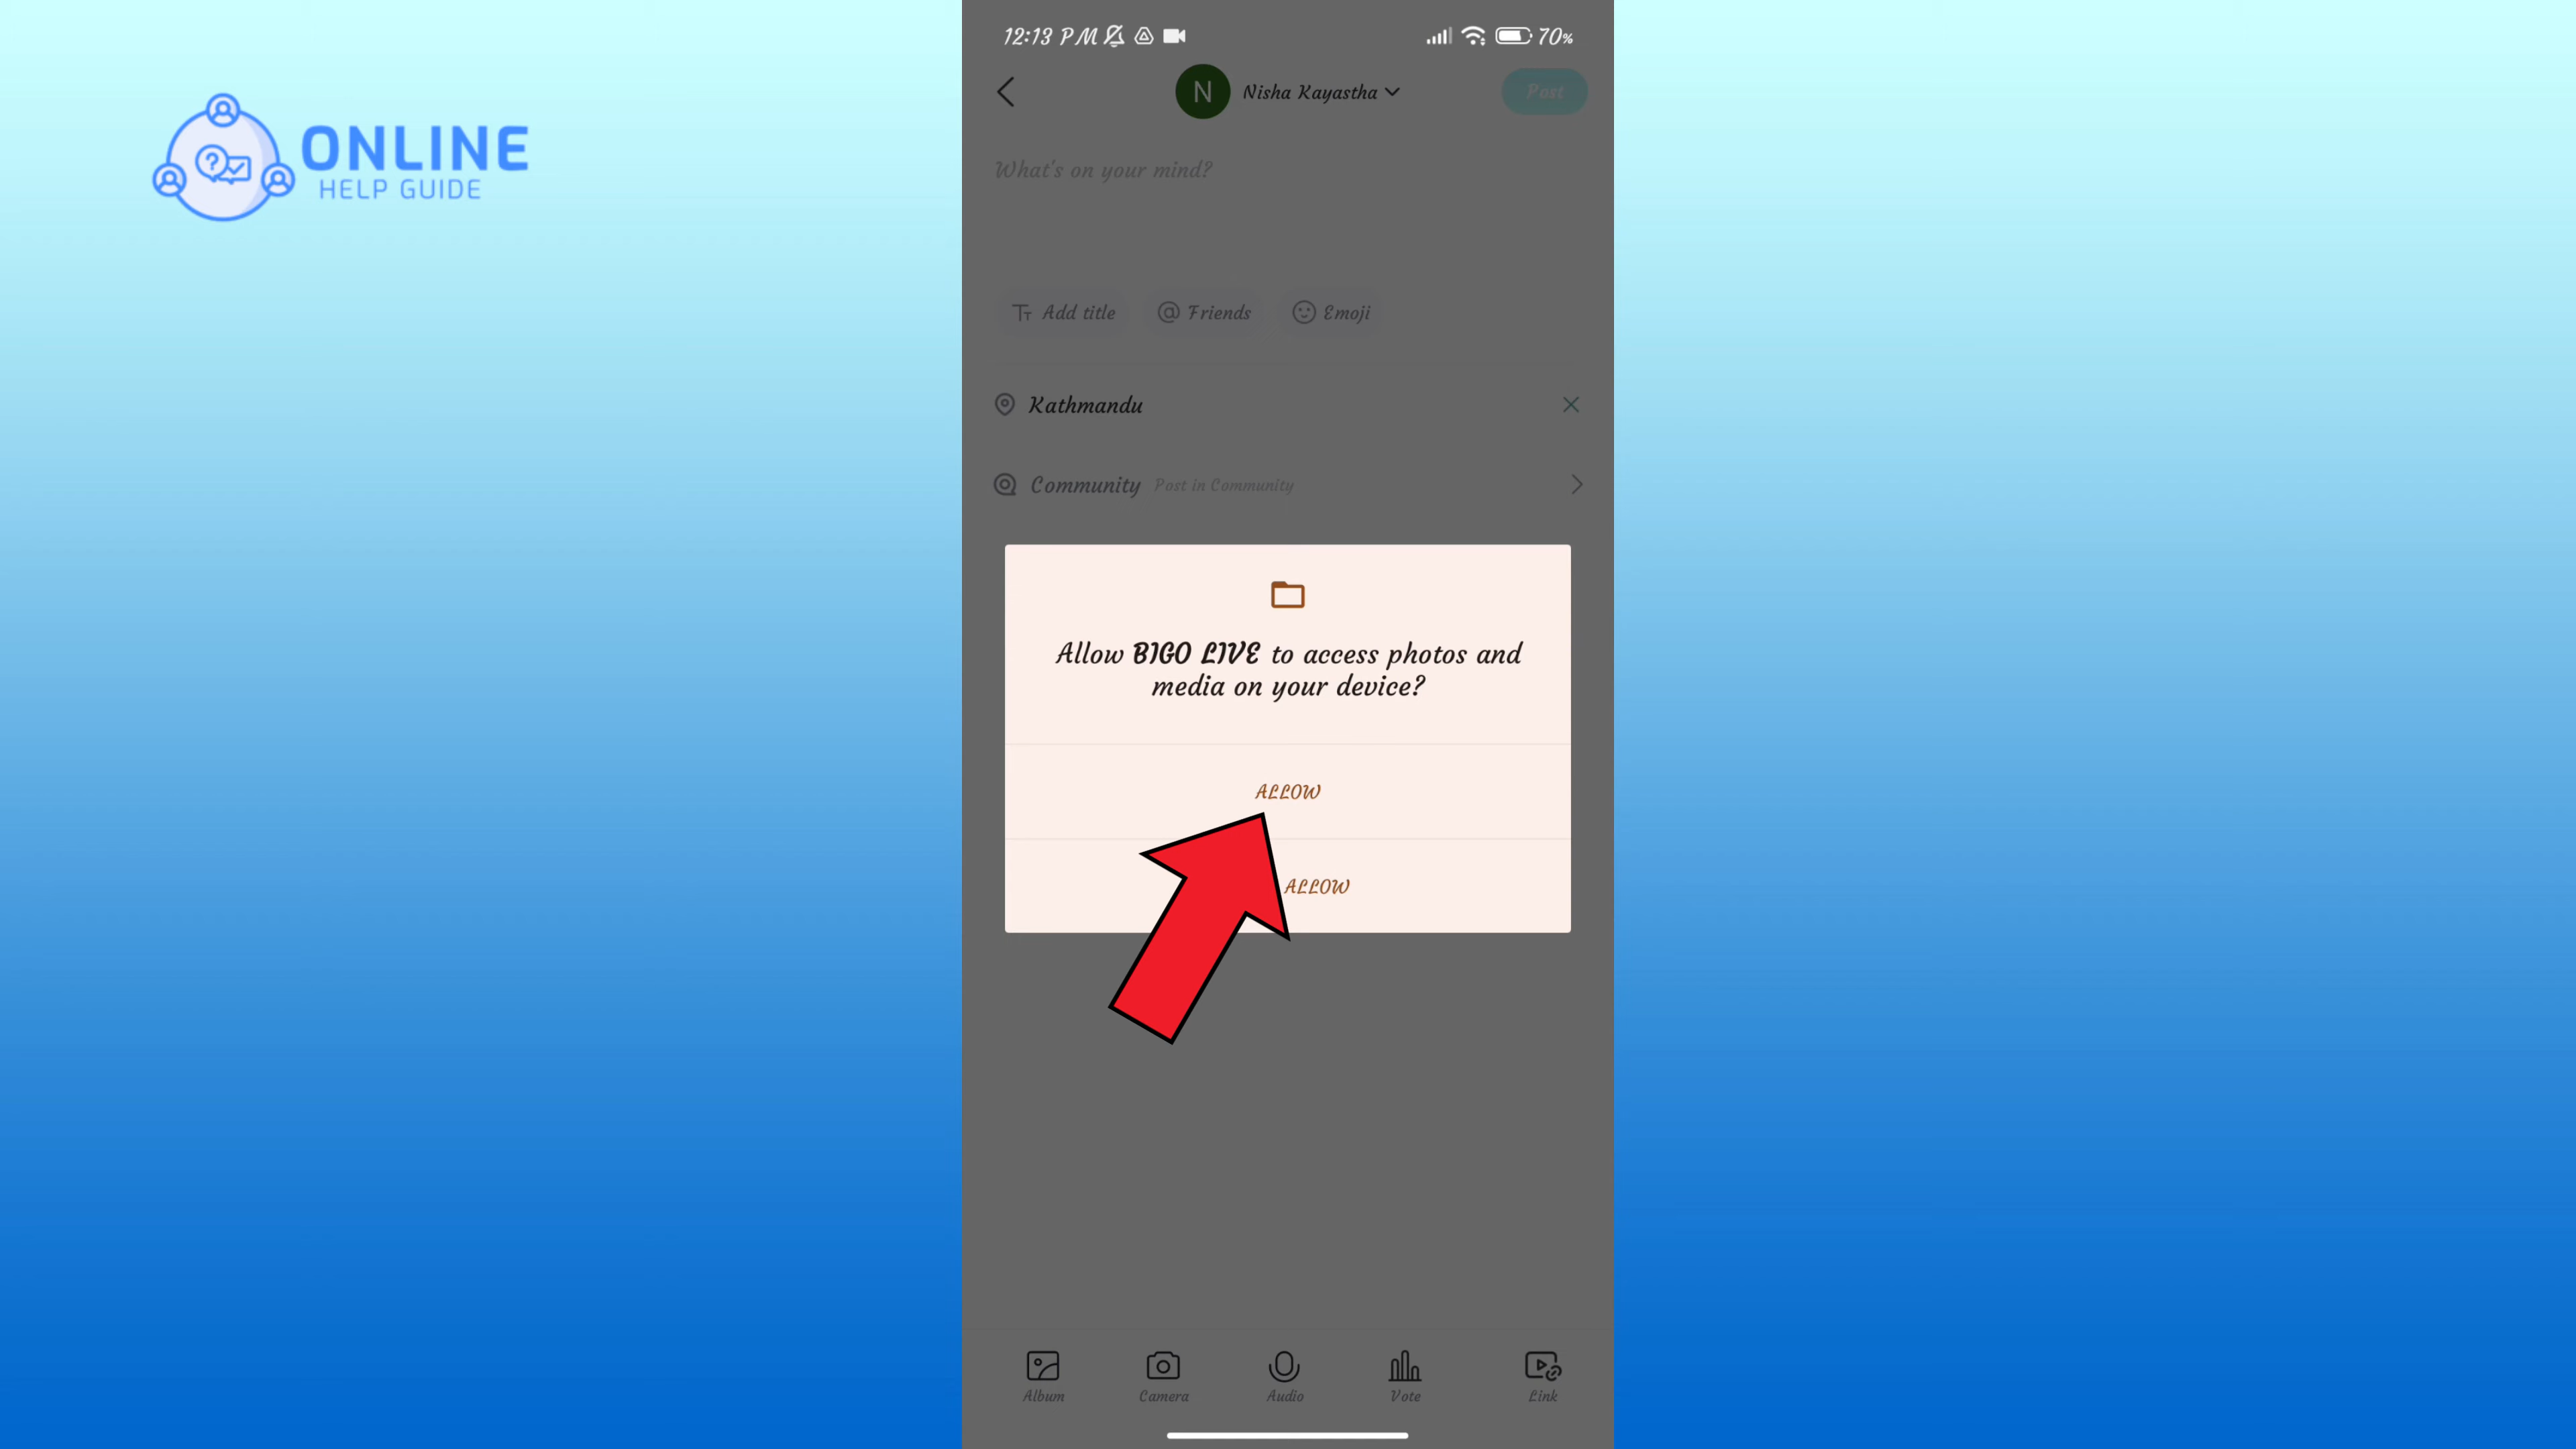 ONLINE
HELP GUIDE
12:13 PM
70%
N
Nisha Kayastha
Post
What's on your mind?
Add title
Friends
Emoji
Kathmandu
Community
Post in Community
Allow BIGO LIVE to access photos and
media on your device?
ALLOW
ALLOW
Album
Camera
Audio
Vote
Link